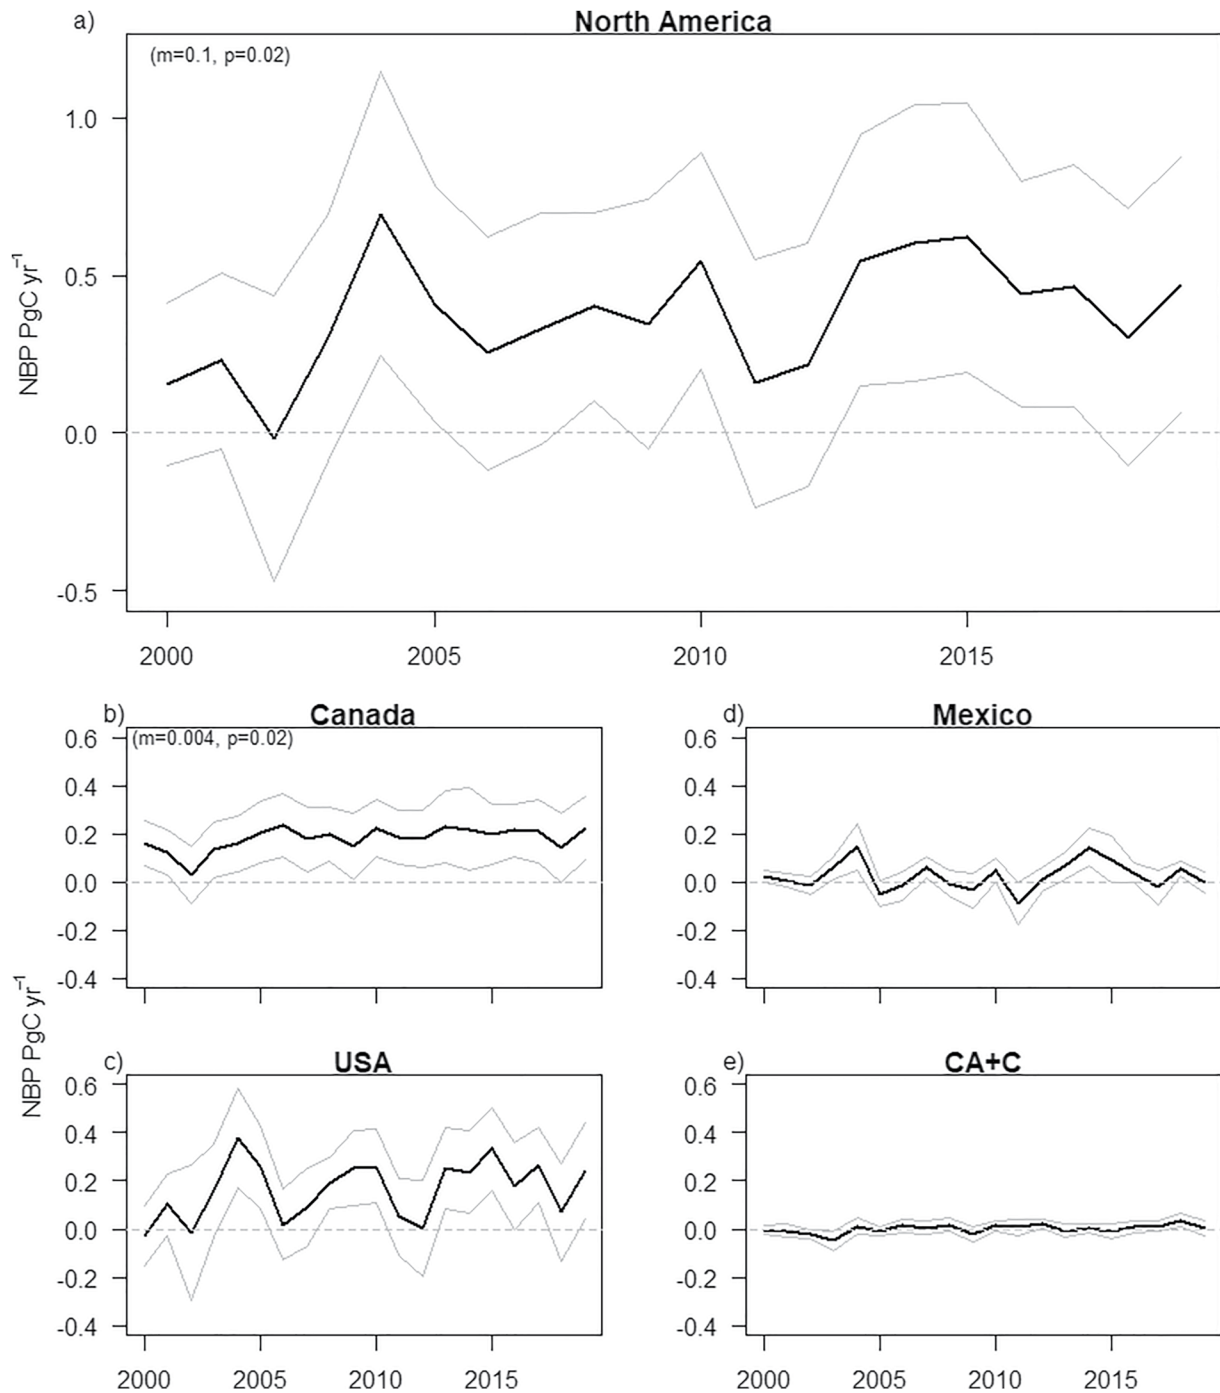 a)
North America
(m=0.1, p=0.02)
1.0
0.5
0.0
-0.5
NBP PgC yr⁻¹
2000 2005 2010 2015
b)
Canada
(m=0.004, p=0.02)
0.6
0.4
0.2
0.0
-0.2
-0.4
d)
Mexico
0.6
0.4
0.2
0.0
-0.2
-0.4
NBP PgC yr⁻¹
c)
USA
0.6
0.4
0.2
0.0
-0.2
-0.4
2000 2005 2010 2015
e)
CA+C
0.6
0.4
0.2
0.0
-0.2
-0.4
2000 2005 2010 2015